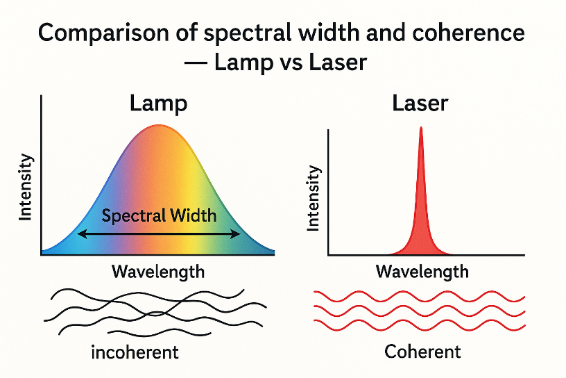 Comparison of spectral width and coherence
— Lamp vs Laser
Lamp
Intensity
Spectral Width
Wavelength
incoherent
Laser
Intensity
Wavelength
Coherent